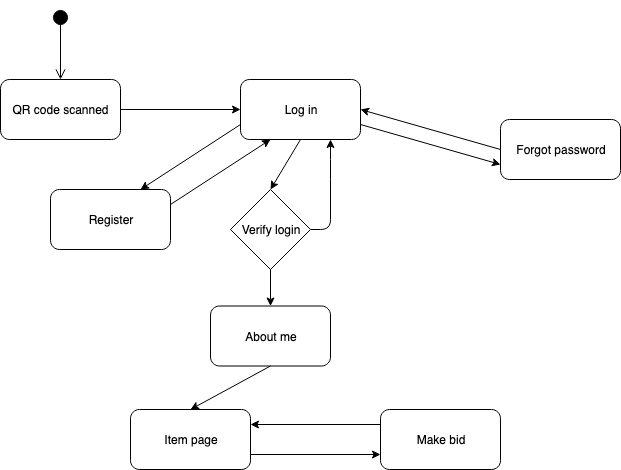 QR code scanned
Log in
Forgot password
Register
Verify login
About me
Item page
Make bid